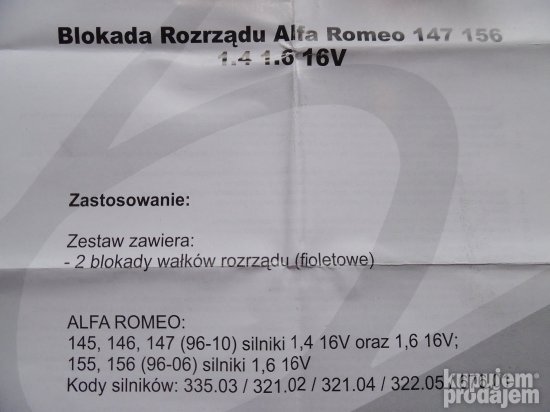 Blokada Rozrządu Alfa Romeo 147 156
1.4 1.6 16V
Zastosowanie:
Zestaw zawiera:
- 2 blokady wałków rozrządu (fioletowe)
ALFA ROMEO:
145, 146, 147 (96-10) silniki 1,4 16V oraz 1,6 16V;
155, 156 (96-06) silniki 1,6 16V
Kody silników: 335.03 / 321.02 / 321.04 / 322.05
kupujem
prodajem